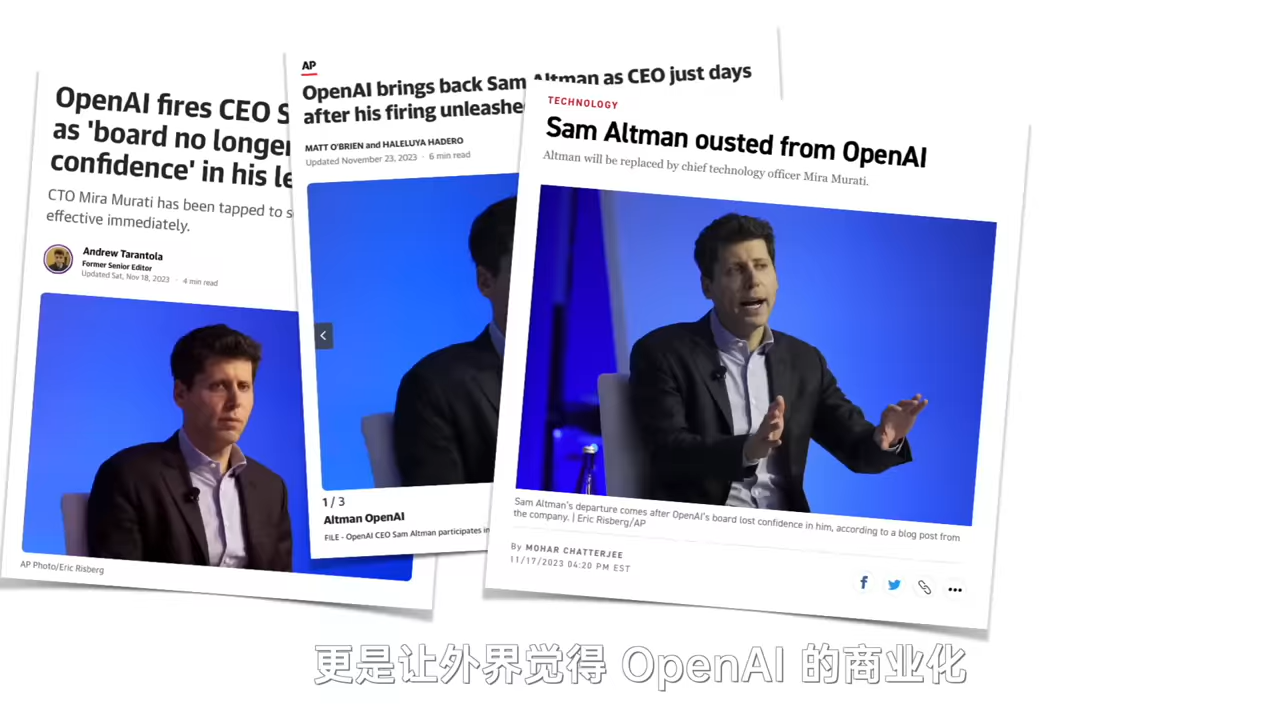 OpenAI fires CEO S
as 'board no longer
confidence' in his le
CTO Mira Murati has been tapped to s
effective immediately.
Andrew Tarantola
Former Senior Editor
Updated Sat, Nov 18, 2023 · 4 min read
AP Photo/Eric Risberg
AP
OpenAI brings back Sam Altman as CEO just days
after his firing unleashe
MATT O'BRIEN and HALELUYA HADERO
Updated November 23, 2023 · 6 min read
1 / 3
Altman OpenAI
FILE - OpenAI CEO Sam Altman participates in
TECHNOLOGY
Sam Altman ousted from OpenAI
Altman will be replaced by chief technology officer Mira Murati.
Sam Altman's departure comes after OpenAI's board lost confidence in him, according to a blog post from
the company. | Eric Risberg/AP
By MOHAR CHATTERJEE
11/17/2023 04:20 PM EST
更是让外界觉得 OpenAI 的商业化